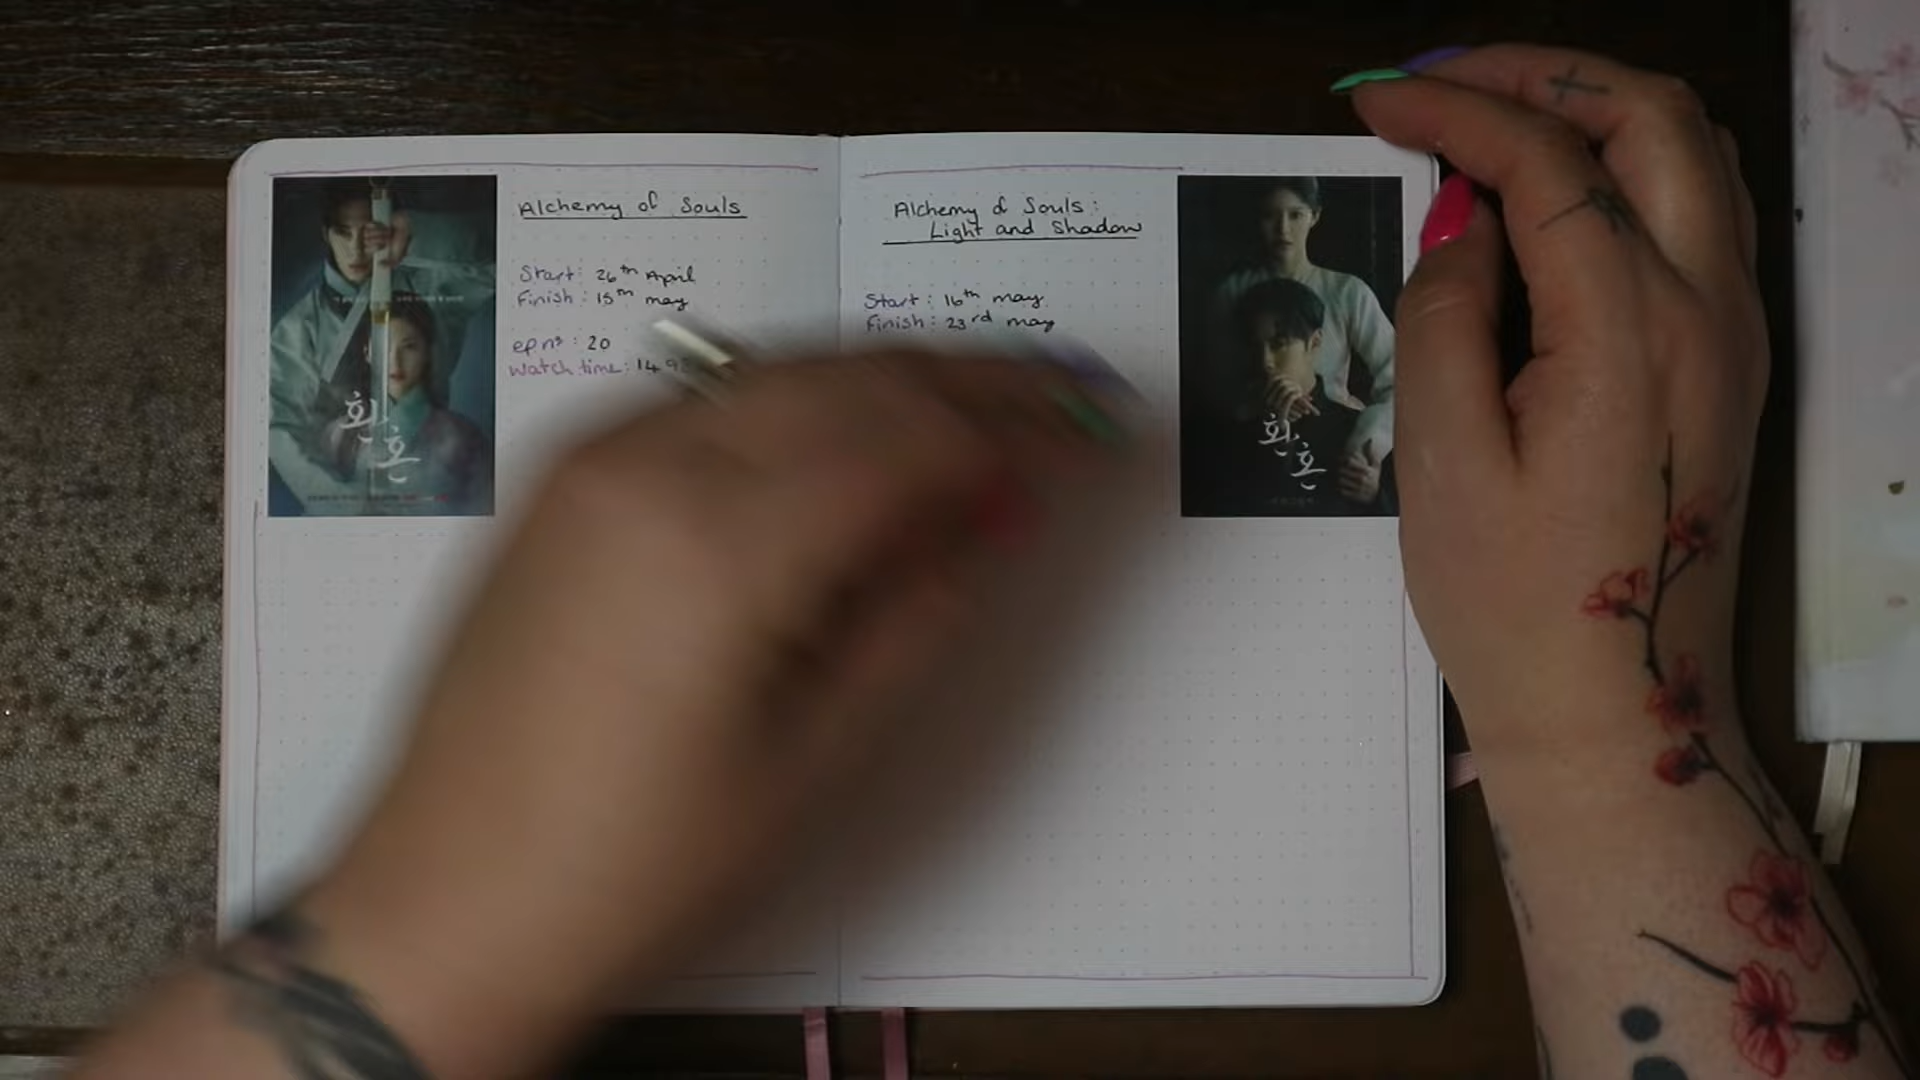 Alchemy of Souls
Start: 26th April
Finish: 15th may
ep nº: 20
Watch time:
환
혼
Alchemy of Souls:
Light and Shadow
Start: 16th may
Finish: 23rd may
환
혼